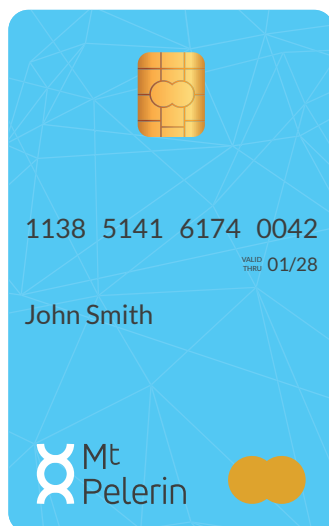 1138 5141 6174 0042
VALID
THRU 01/28
John Smith
Mt
Pelerin